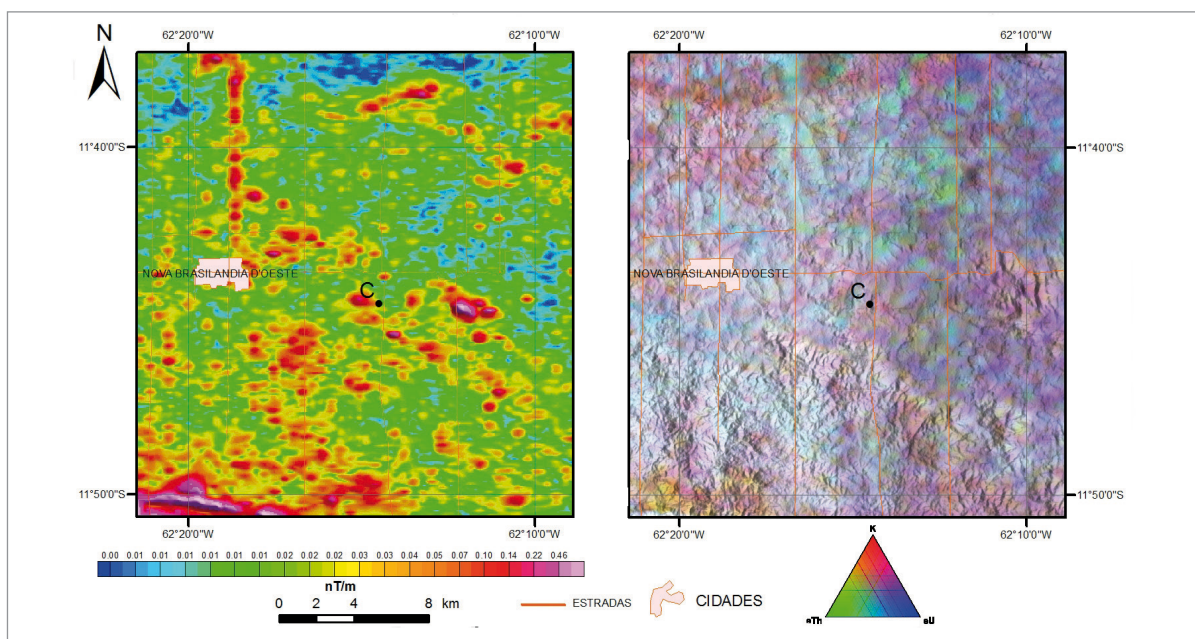 N
62°20'0"W 62°10'0"W 62°20'0"W 62°10'0"W
11°40'0"S 11°40'0"S
NOVA BRASILANDIA D'OESTE NOVA BRASILANDIA D'OESTE
C C
11°50'0"S 11°50'0"S
62°20'0"W 62°10'0"W 62°20'0"W 62°10'0"W
0.00 0.01 0.01 0.01 0.01 0.01 0.01 0.02 0.02 0.02 0.03 0.03 0.04 0.05 0.07 0.10 0.14 0.22 0.46
nT/m
0 2 4 8 km
ESTRADAS
CIDADES
K
eTh eU